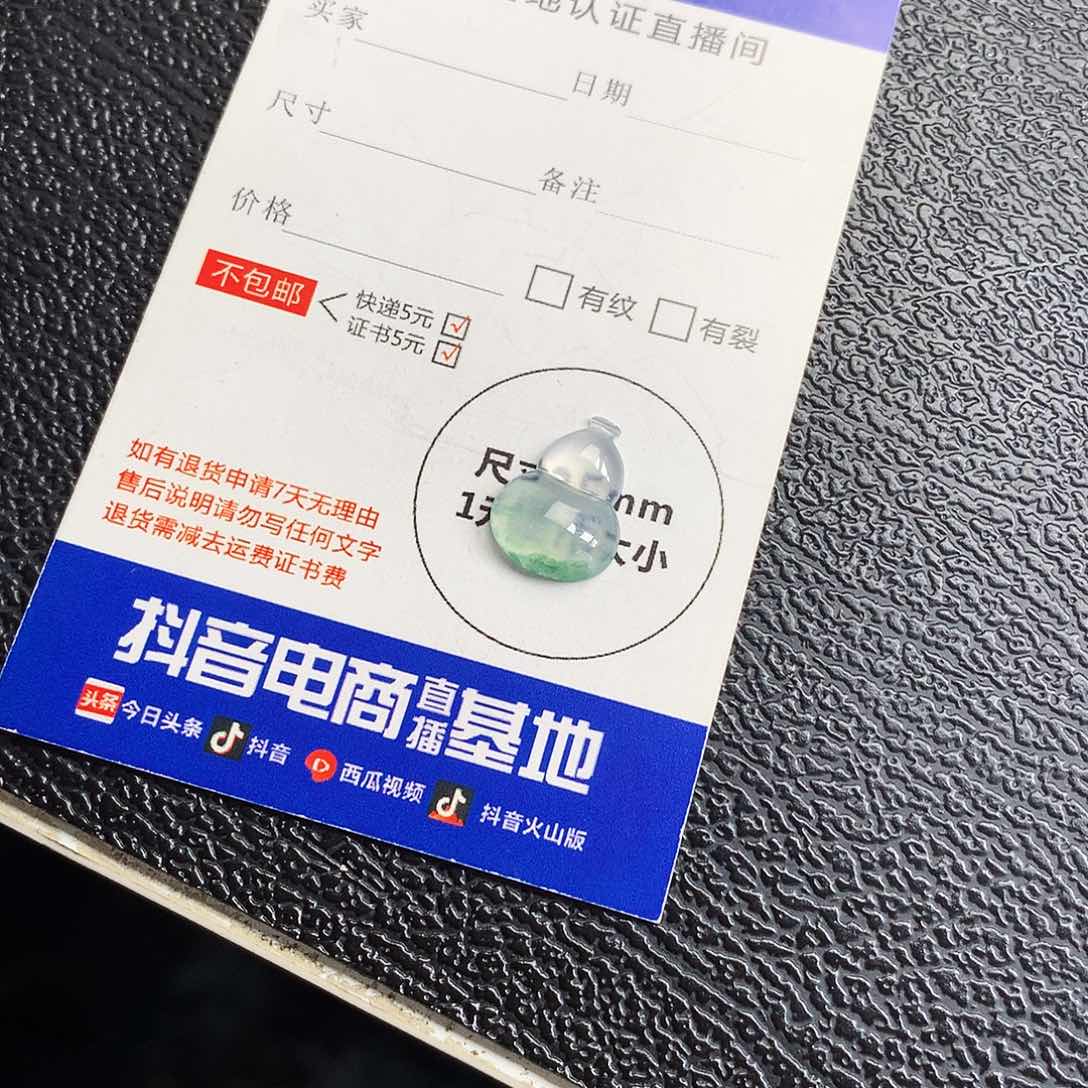 地认证直播间
买家
日期
尺寸
备注
价格
不包邮
快递5元
证书5元
有纹
有裂
尺寸 mm
1 大小
如有退货申请7天无理由
售后说明请勿写任何文字
退货需减去运费证书费
抖音电商直播基地
头条 今日头条 抖音 西瓜视频 抖音火山版